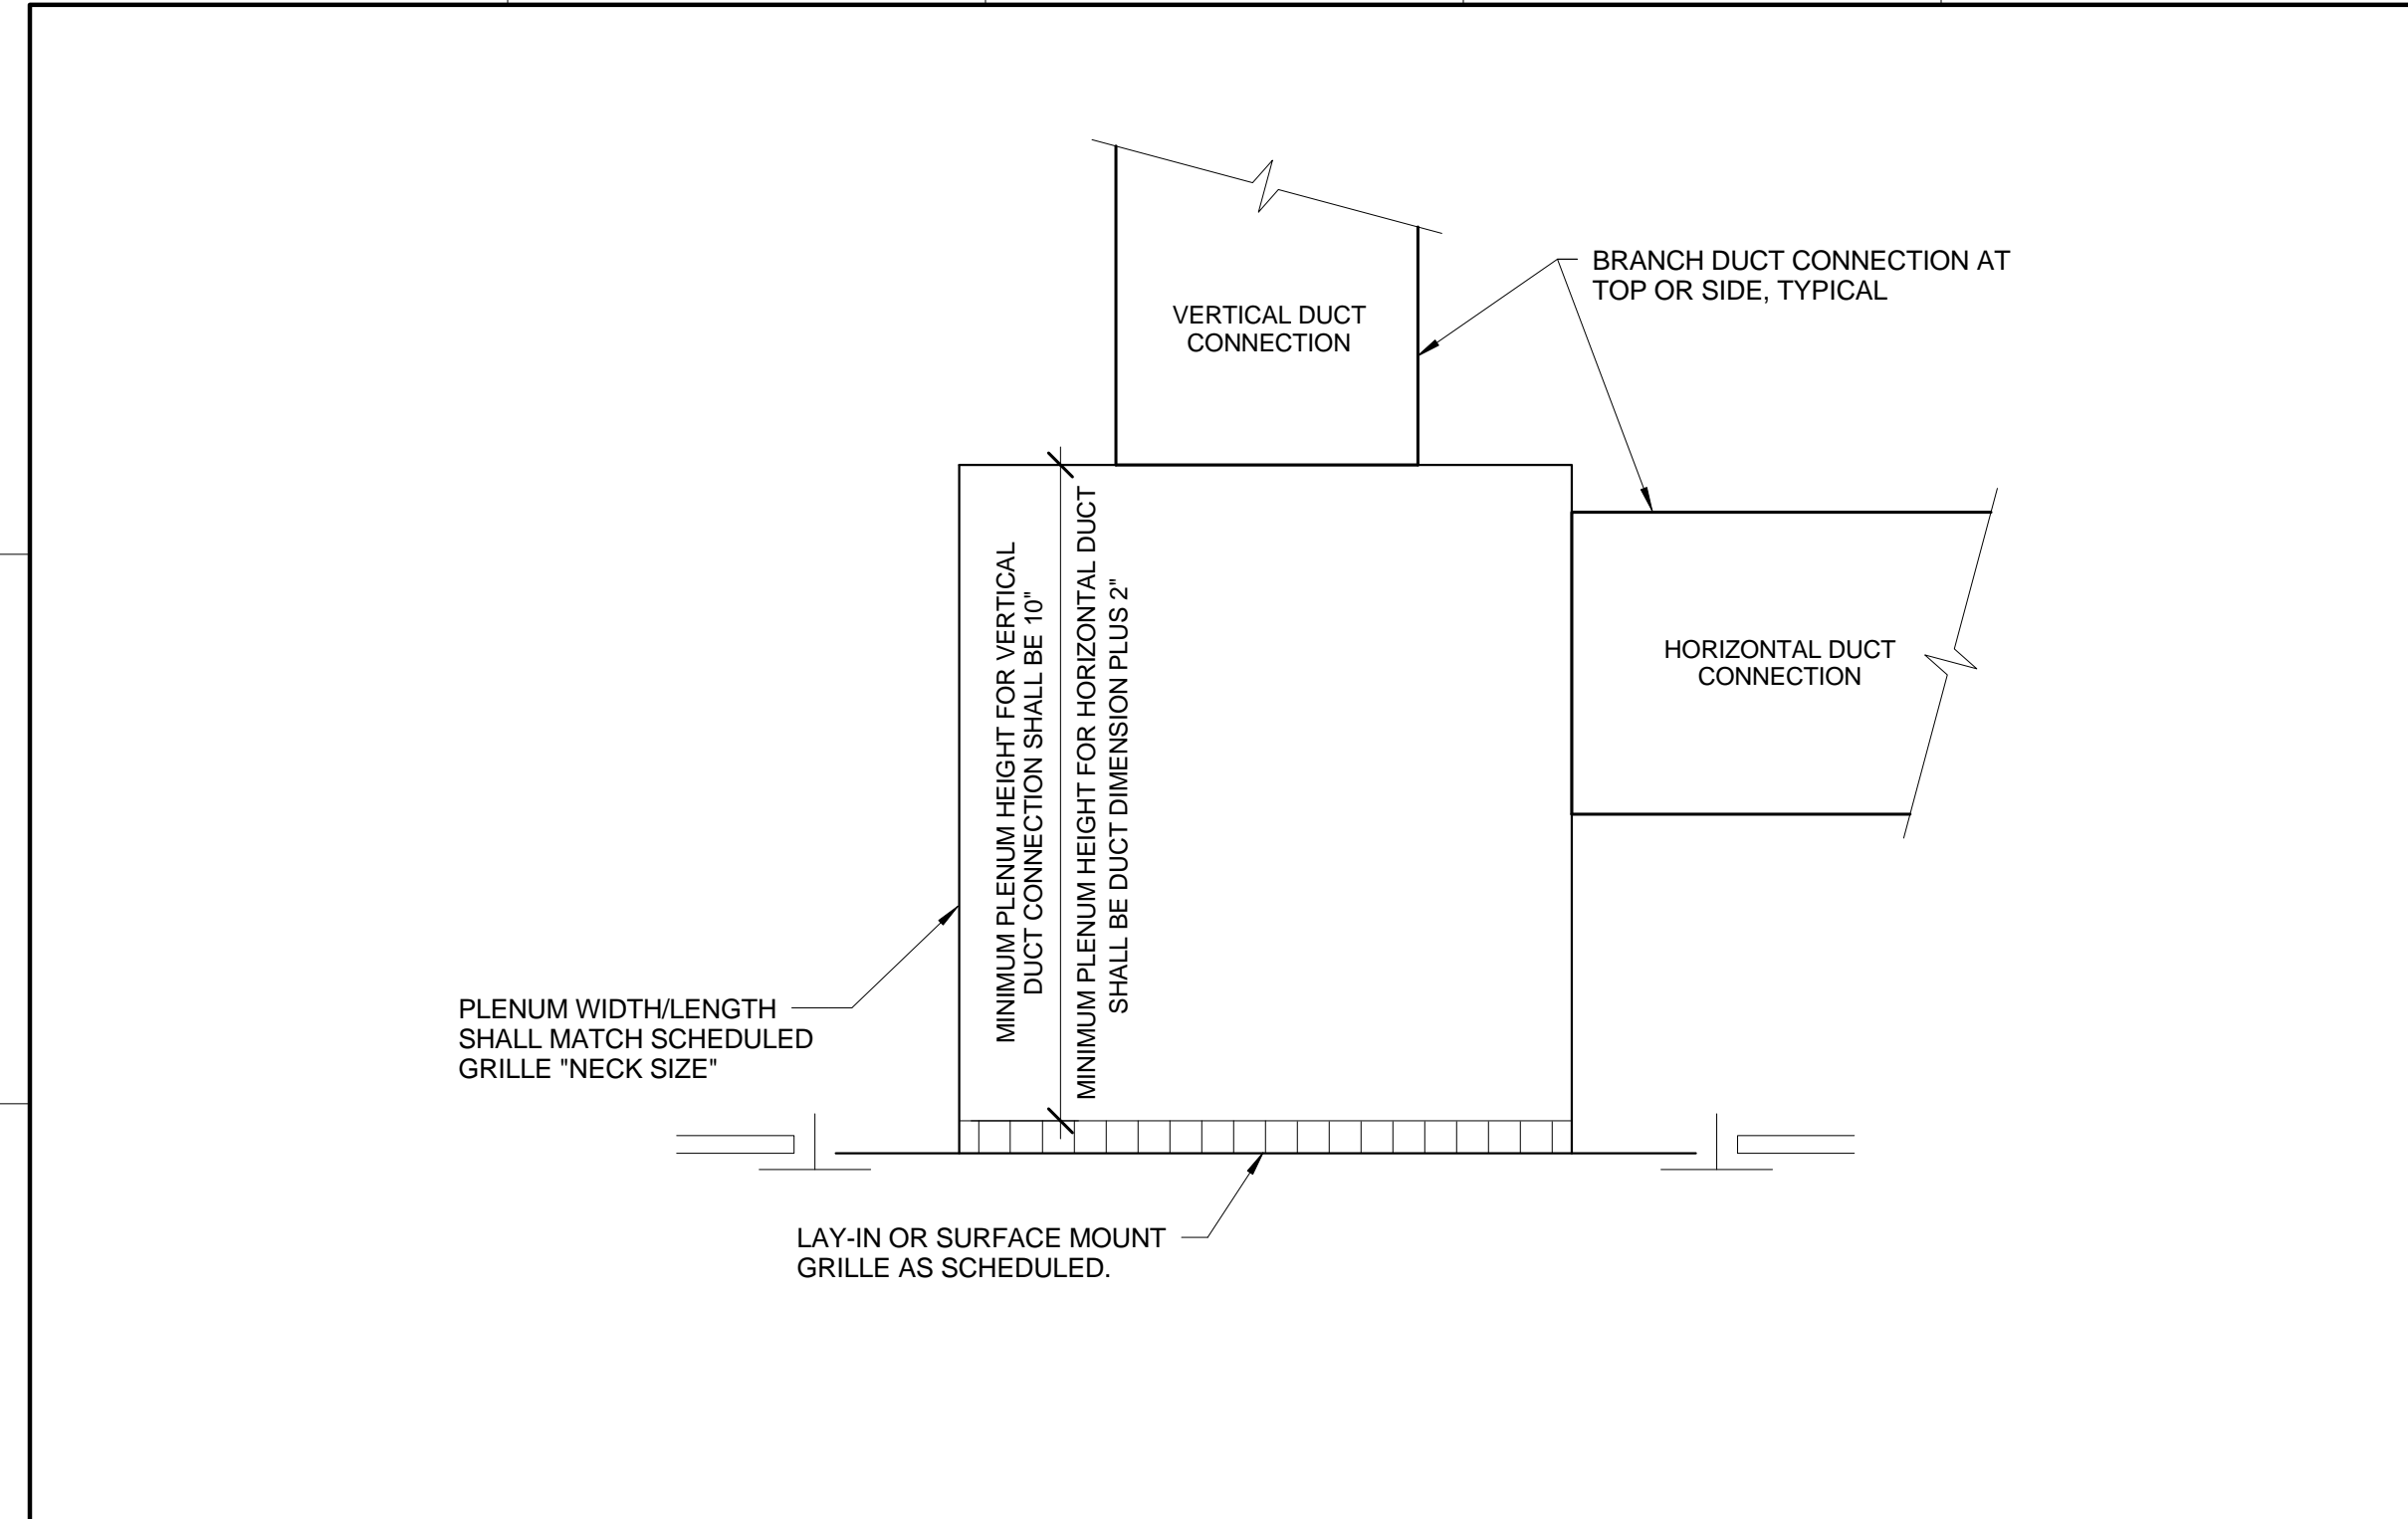 BRANCH DUCT CONNECTION AT
TOP OR SIDE, TYPICAL
VERTICAL DUCT
CONNECTION
MINIMUM PLENUM HEIGHT FOR VERTICAL
DUCT CONNECTION SHALL BE 10"
MINIMUM PLENUM HEIGHT FOR HORIZONTAL DUCT
SHALL BE DUCT DIMENSION PLUS 2"
HORIZONTAL DUCT
CONNECTION
PLENUM WIDTH/LENGTH
SHALL MATCH SCHEDULED
GRILLE "NECK SIZE"
LAY-IN OR SURFACE MOUNT
GRILLE AS SCHEDULED.